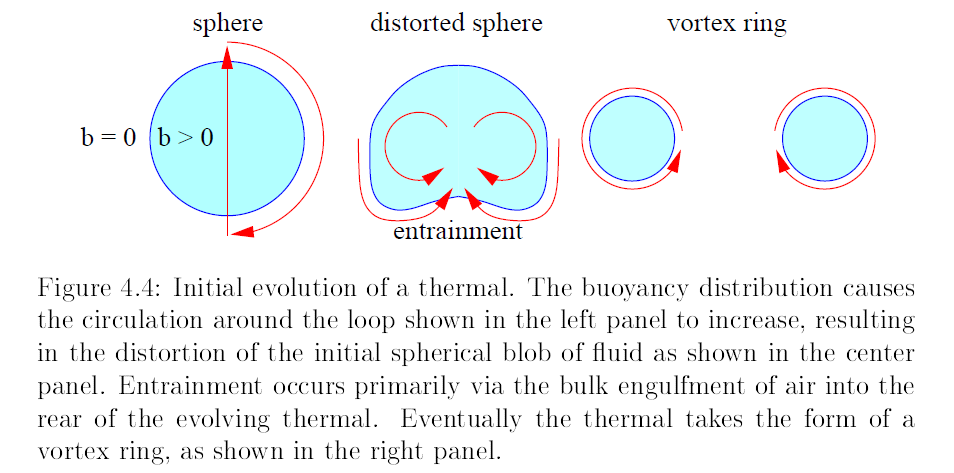 sphere
distorted sphere
vortex ring
b = 0
b > 0
entrainment
Figure 4.4: Initial evolution of a thermal. The buoyancy distribution causes
the circulation around the loop shown in the left panel to increase, resulting
in the distortion of the initial spherical blob of fluid as shown in the center
panel. Entrainment occurs primarily via the bulk engulfment of air into the
rear of the evolving thermal. Eventually the thermal takes the form of a
vortex ring, as shown in the right panel.